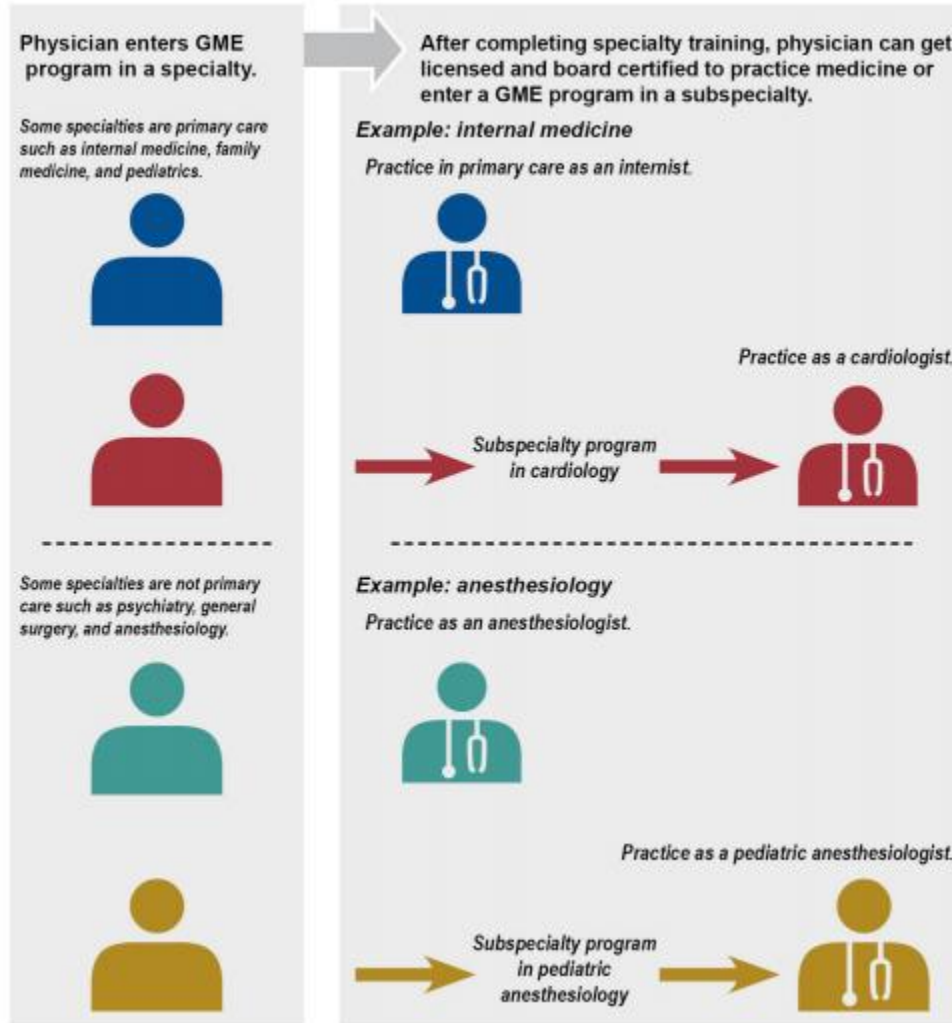 Physician enters GME
program in a specialty.
Some specialties are primary care
such as internal medicine, family
medicine, and pediatrics.
After completing specialty training, physician can get
licensed and board certified to practice medicine or
enter a GME program in a subspecialty.
Example: internal medicine
Practice in primary care as an internist.
Practice as a cardiologist.
Subspecialty program
in cardiology
Some specialties are not primary
care such as psychiatry, general
surgery, and anesthesiology.
Example: anesthesiology
Practice as an anesthesiologist.
Practice as a pediatric anesthesiologist.
Subspecialty program
in pediatric
anesthesiology